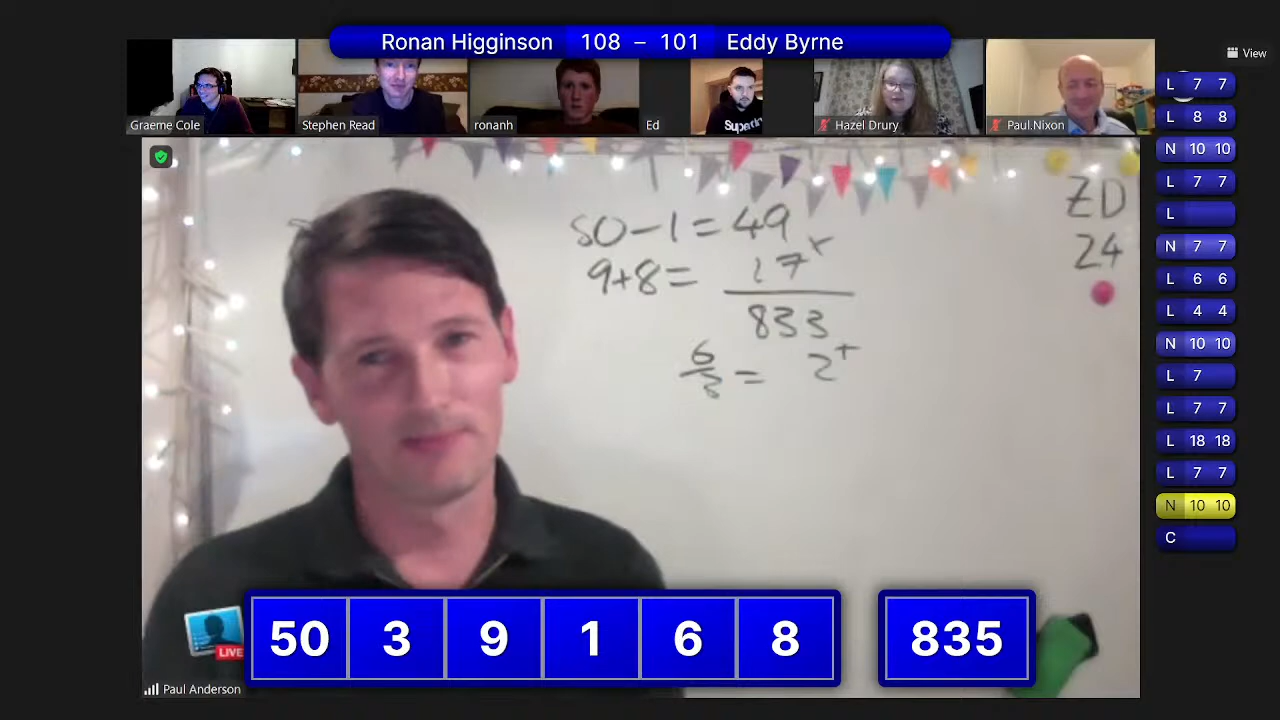 Ronan Higginson 108 – 101 Eddy Byrne
View
Graeme Cole
Stephen Read
ronanh
Ed
Superdry
Hazel Drury
Paul.Nixon
L 7 7
L 8 8
N 10 10
L 7 7
L
N 7 7
L 6 6
L 4 4
N 10 10
L 7
L 7 7
L 18 18
L 7 7
N 10 10
C
50-1=49
9+8= 17×
833
6/3 = 2+
ZD
24
LIVE
50 3 9 1 6 8 835
Paul Anderson